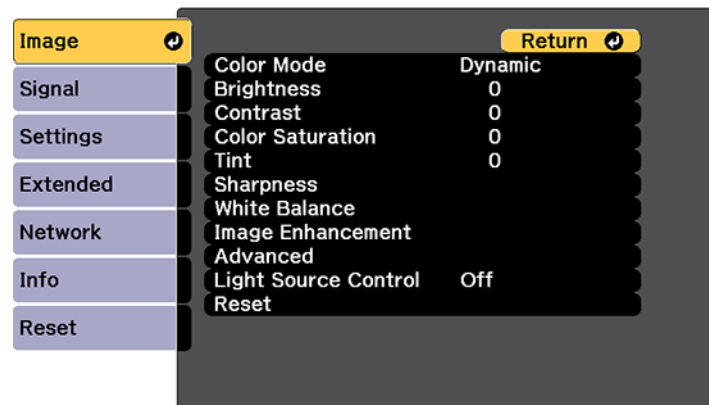 Image
Signal
Settings
Extended
Network
Info
Reset
Return
Color Mode Dynamic
Brightness 0
Contrast 0
Color Saturation 0
Tint 0
Sharpness
White Balance
Image Enhancement
Advanced
Light Source Control Off
Reset